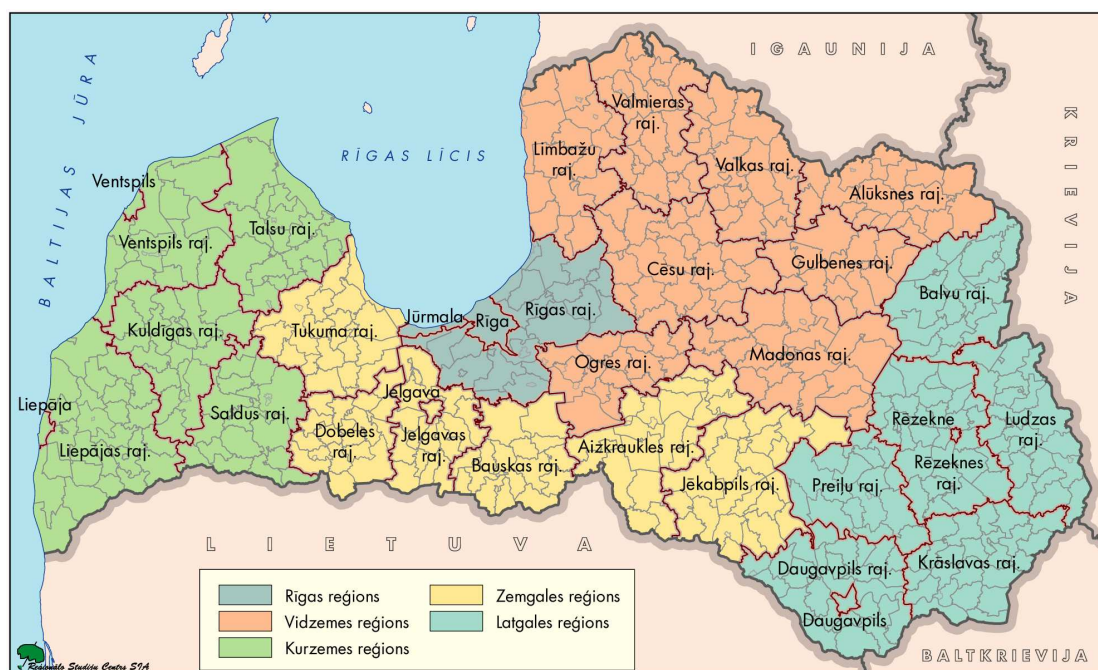 IGAUNIJA
KRIEVIJA
BALTIJAS JŪRA
RĪGAS LĪCIS
Valmieras
raj.
Limbažu
raj.
Valkas raj.
Alūksnes raj.
Ventspils
Ventspils raj.
Talsu raj.
Cēsu raj.
Gulbenes raj.
Balvu raj.
Kuldīgas raj.
Tukuma raj.
Jūrmala
Rīga
Rīgas raj.
Ogres raj.
Madonas raj.
Liepāja
Liepājas raj.
Saldus raj.
Jelgava
Dobeles
raj.
Jelgavas
raj.
Bauskas raj.
Aizkraukles raj.
Jēkabpils raj.
Rēzekne
Rēzeknes
raj.
Ludzas
raj.
Preiļu raj.
Daugavpils raj.
Daugavpils
Krāslavas raj.
LIETUVA
BALTKRIEVIJA
Rīgas reģions
Vidzemes reģions
Kurzemes reģions
Zemgales reģions
Latgales reģions
Reģionālo Studiju Centrs SIA